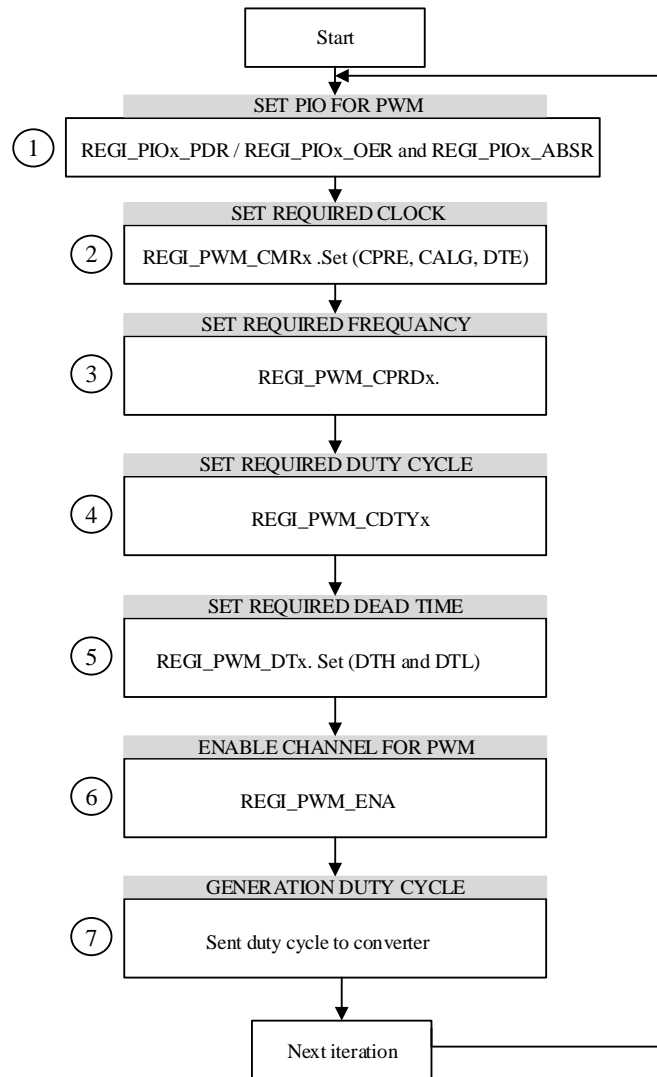 Start
SET PIO FOR PWM
1
REGI_PIOx_PDR / REGI_PIOx_OER and REGI_PIOx_ABSR
SET REQUIRED CLOCK
2
REGI_PWM_CMRx .Set (CPRE, CALG, DTE)
SET REQUIRED FREQUANCY
3
REGI_PWM_CPRDx.
SET REQUIRED DUTY CYCLE
4
REGI_PWM_CDTYx
SET REQUIRED DEAD TIME
5
REGI_PWM_DTx. Set (DTH and DTL)
ENABLE CHANNEL FOR PWM
6
REGI_PWM_ENA
GENERATION DUTY CYCLE
7
Sent duty cycle to converter
Next iteration